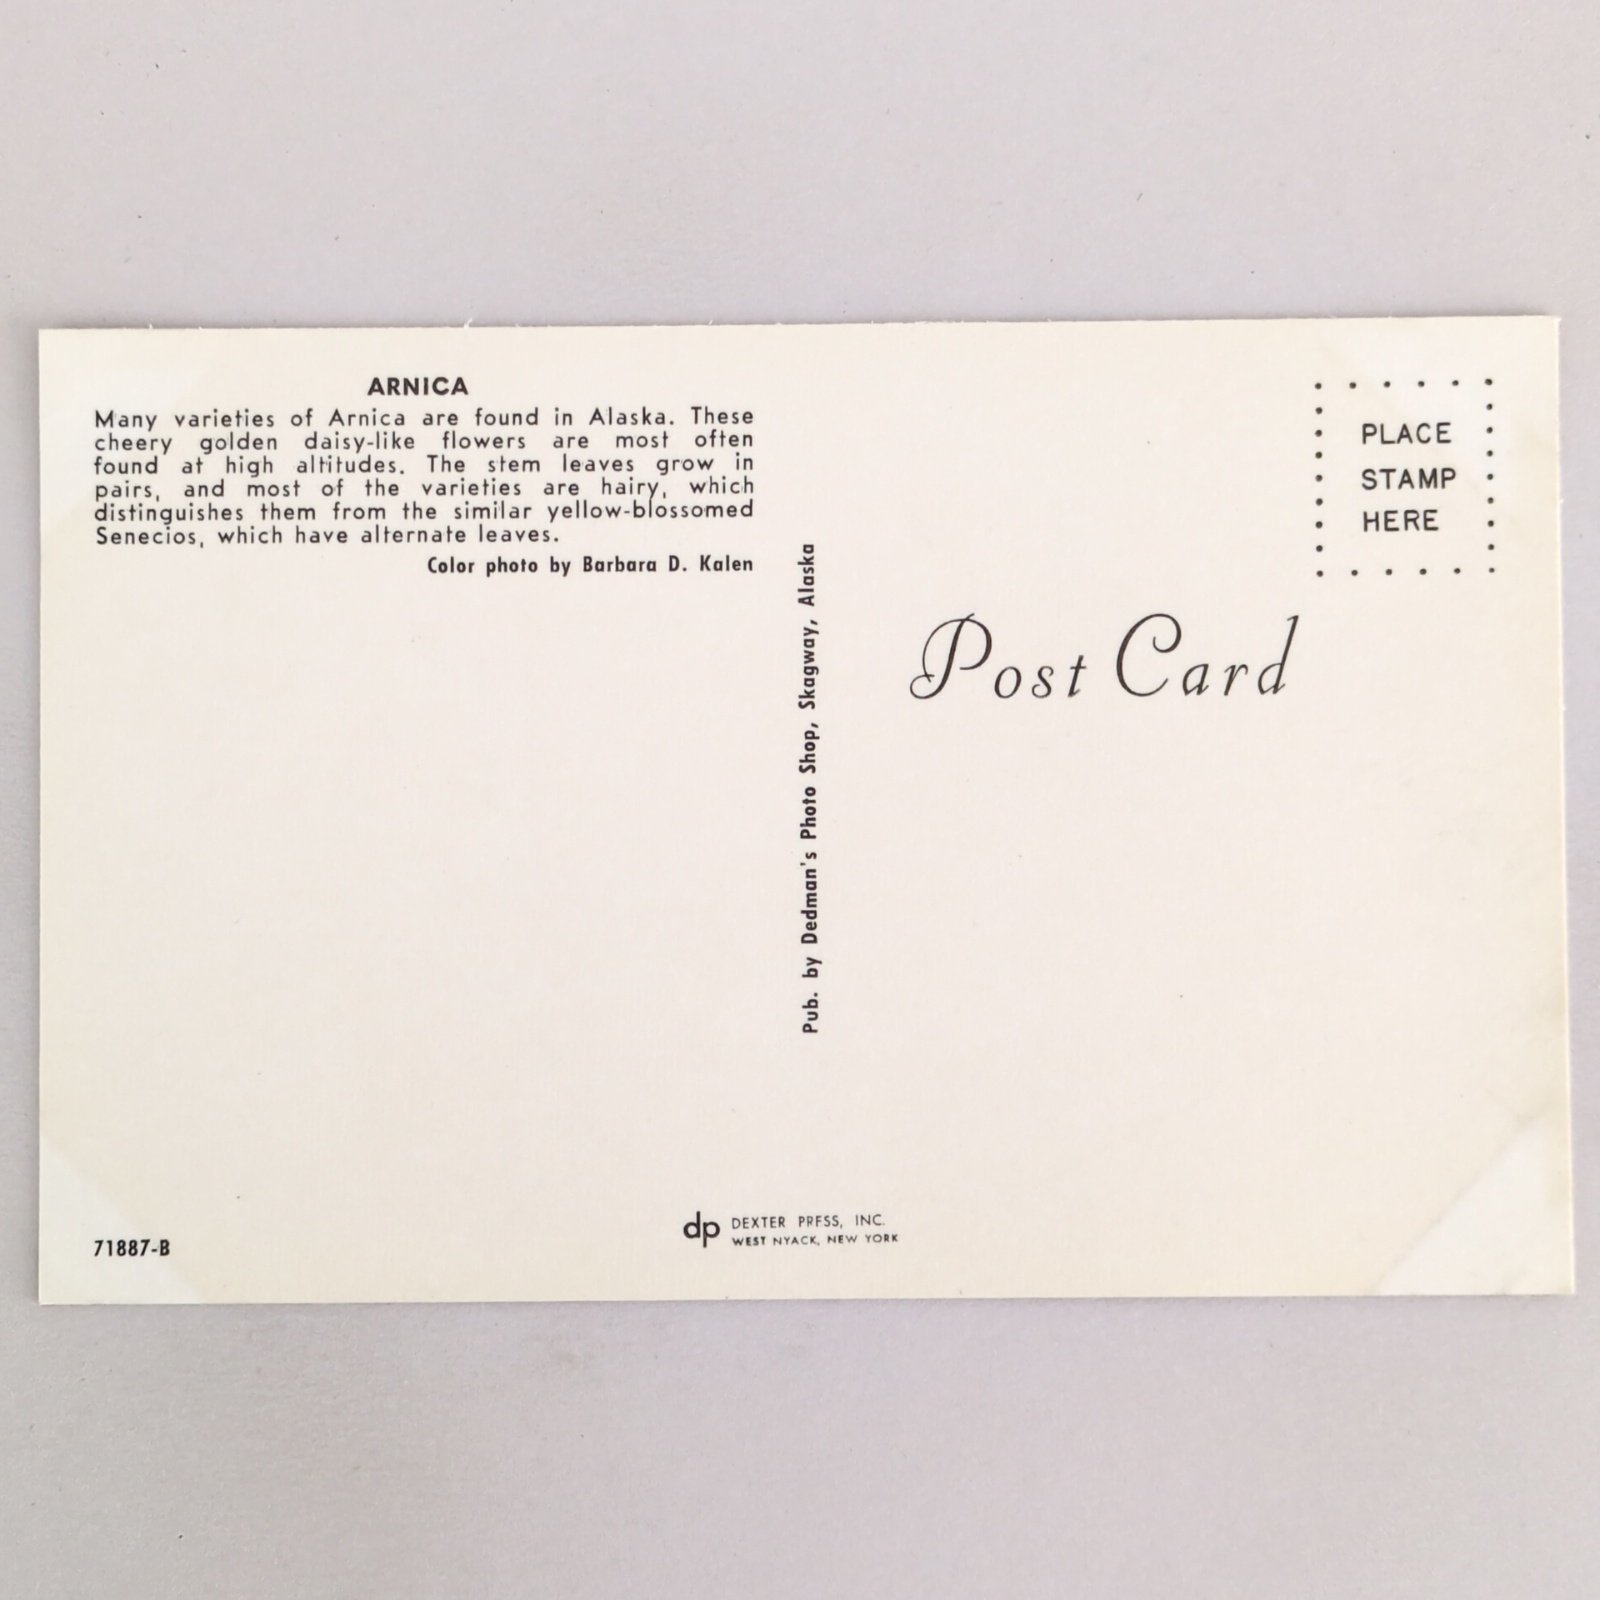 ARNICA
Many varieties of Arnica are found in Alaska. These
cheery golden daisy-like flowers are most often
found at high altitudes. The stem leaves grow in
pairs, and most of the varieties are hairy, which
distinguishes them from the similar yellow-blossomed
Senecios, which have alternate leaves.
Color photo by Barbara D. Kalen
71887-B
Pub. by Dedman's Photo Shop, Skagway, Alaska
dp DEXTER PRESS, INC.
WEST NYACK, NEW YORK
PLACE
STAMP
HERE
Post Card